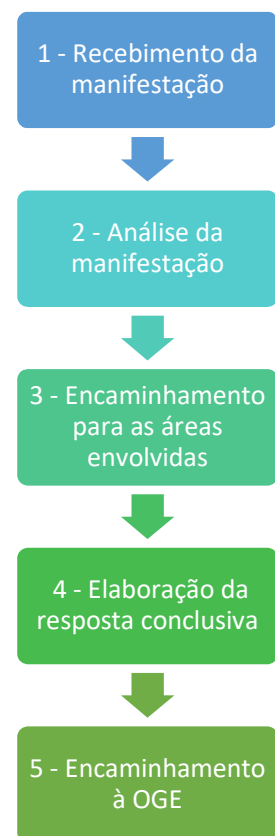 1 - Recebimento da
manifestação
2 - Análise da
manifestação
3 - Encaminhamento
para as áreas
envolvidas
4 - Elaboração da
resposta conclusiva
5 - Encaminhamento
à OGE